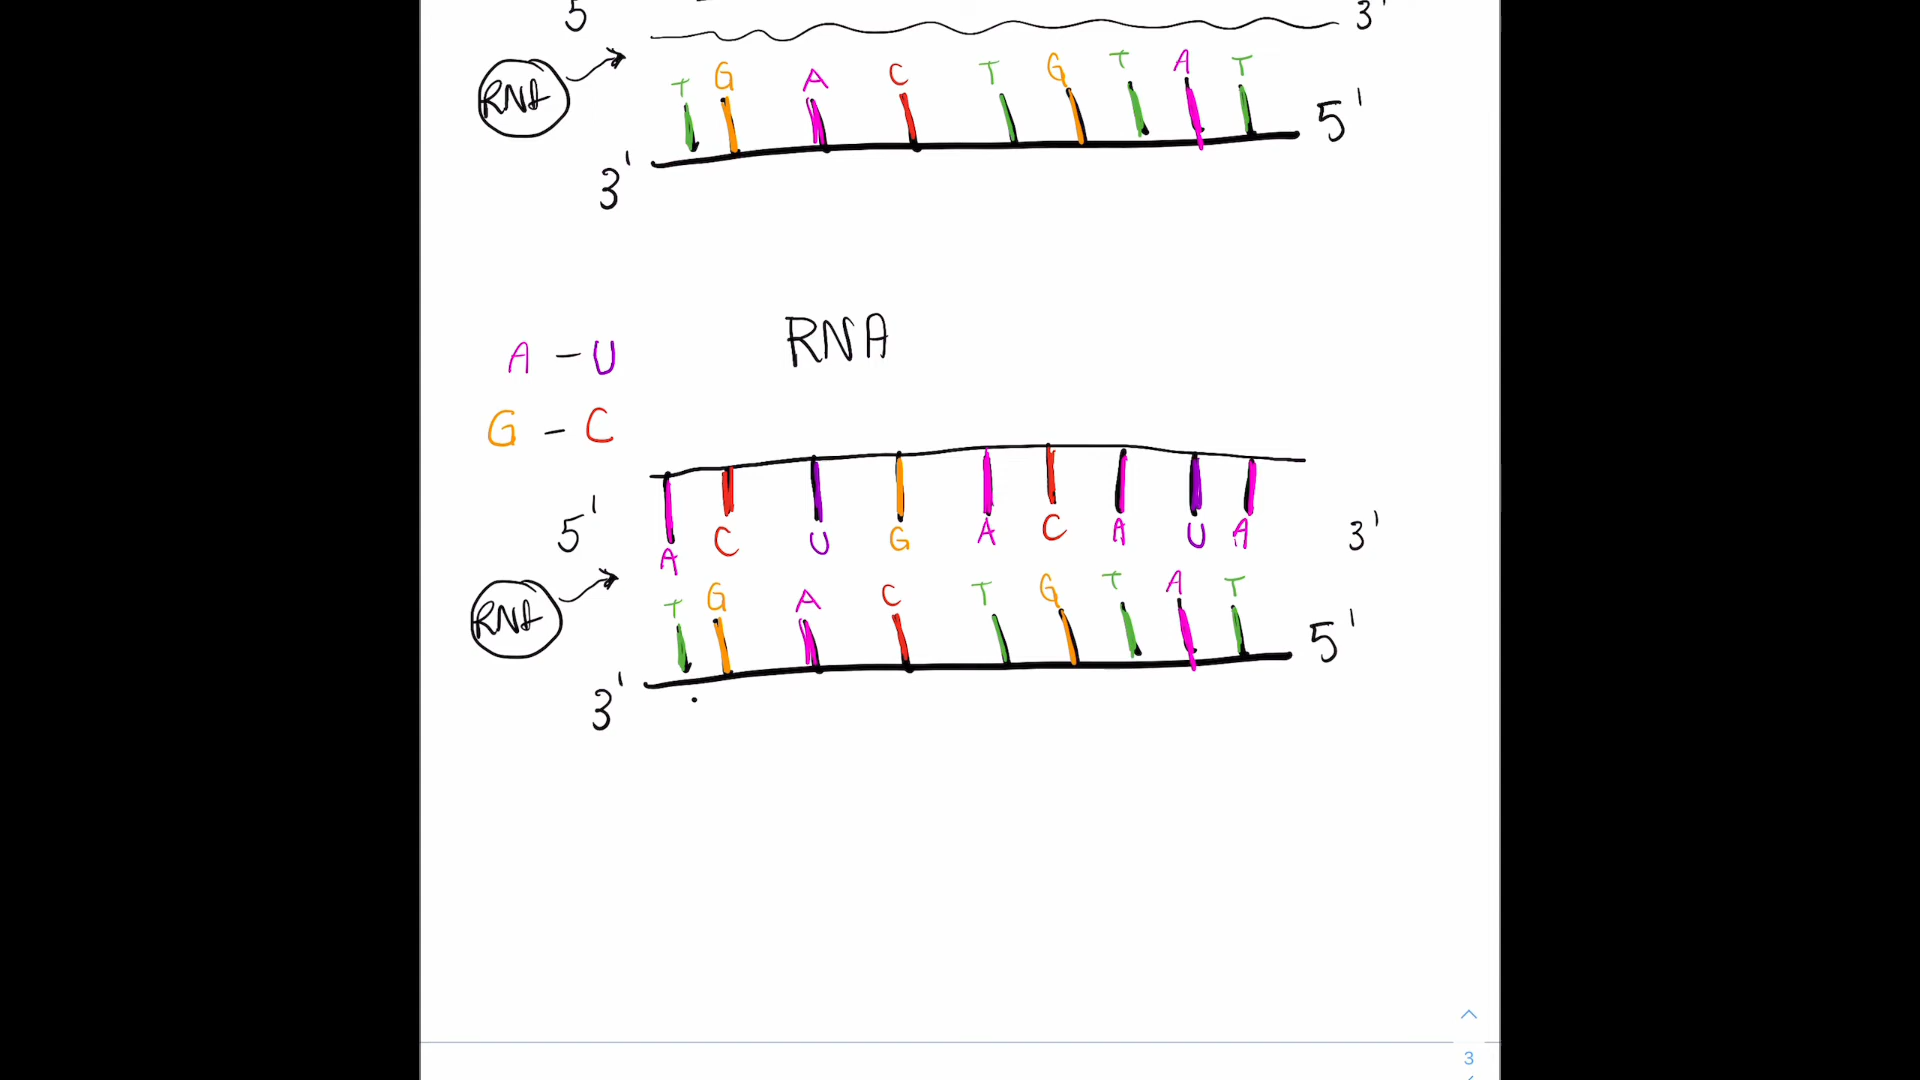 5 3'
RNA
T G A C T G T A T
3' 5'
RNA
A – U
G – C
5' A C U G A C A U A 3'
RNA
T G A C T G T A T
3' 5'
3